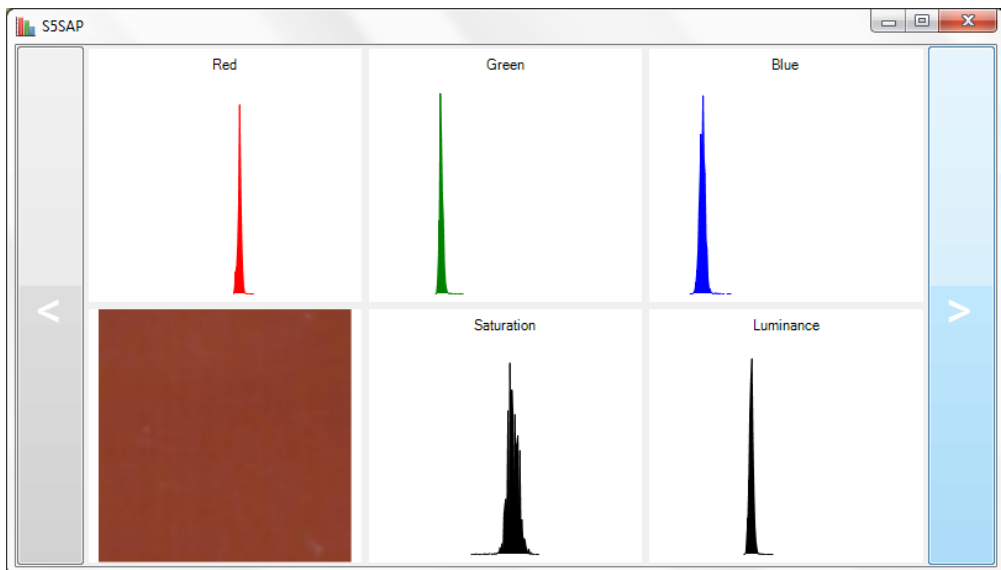 S5SAP
Red
Green
Blue
<
>
Saturation
Luminance